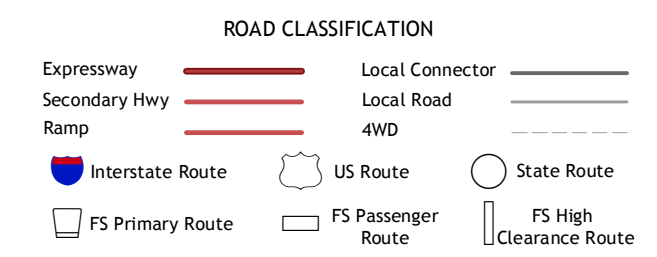 ROAD CLASSIFICATION
Expressway
Local Connector
Secondary Hwy
Local Road
Ramp
4WD
Interstate Route
US Route
State Route
FS Primary Route
FS Passenger
Route
FS High
Clearance Route